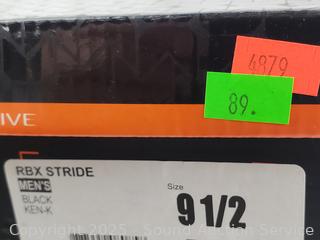 4879
89.
IVE
RBX STRIDE
MEN'S
BLACK
KEN-K
Size
9 1/2
Copyright 2025 - Sound Auction Service